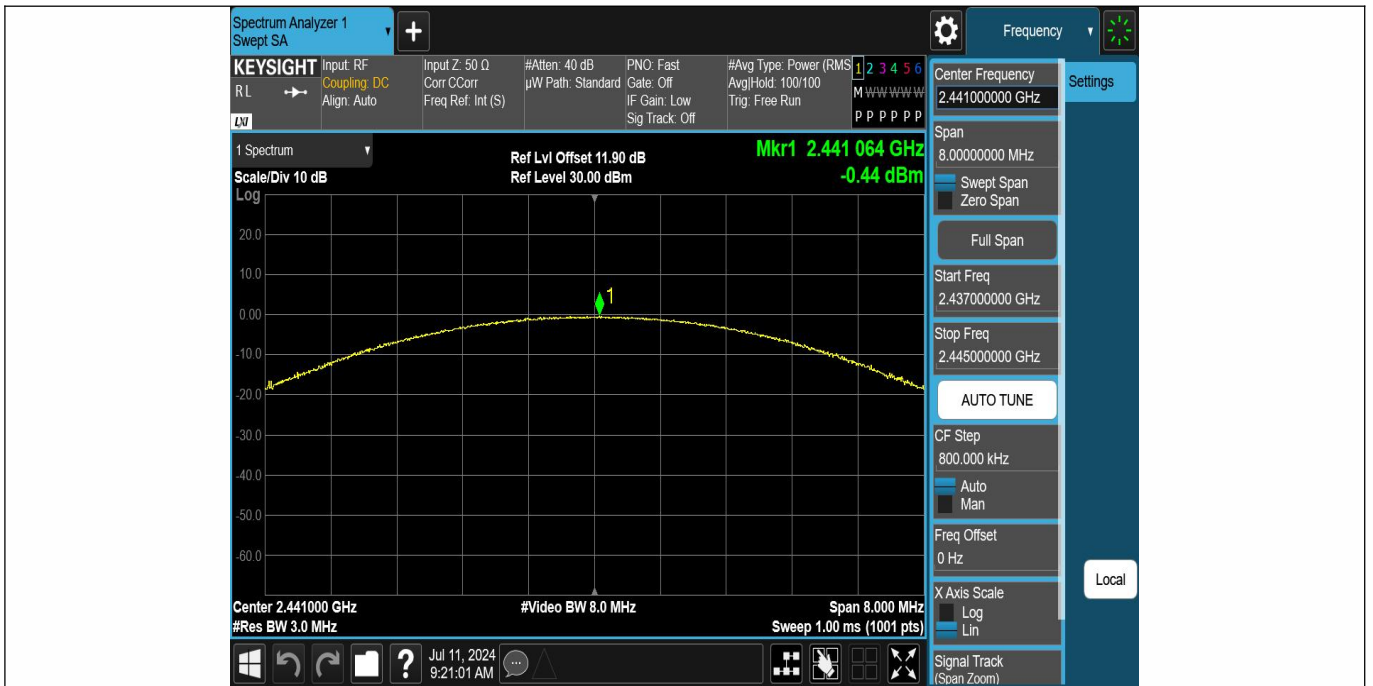 Spectrum Analyzer 1
Swept SA
+
Frequency
KEYSIGHT
RL
LXI
Input: RF
Coupling: DC
Align: Auto
Input Z: 50 Ω
Corr CCorr
Freq Ref: Int (S)
#Atten: 40 dB
µW Path: Standard
PNO: Fast
Gate: Off
IF Gain: Low
Sig Track: Off
#Avg Type: Power (RMS
Avg|Hold: 100/100
Trig: Free Run
1 2 3 4 5 6
M W W W W W
P P P P P P
1 Spectrum
Scale/Div 10 dB
Log
Ref Lvl Offset 11.90 dB
Ref Level 30.00 dBm
Mkr1 2.441 064 GHz
-0.44 dBm
20.0
10.0
0.00
-10.0
-20.0
-30.0
-40.0
-50.0
-60.0
1
Center 2.441000 GHz
#Res BW 3.0 MHz
#Video BW 8.0 MHz
Span 8.000 MHz
Sweep 1.00 ms (1001 pts)
Center Frequency
2.441000000 GHz
Settings
Span
8.00000000 MHz
Swept Span
Zero Span
Full Span
Start Freq
2.437000000 GHz
Stop Freq
2.445000000 GHz
AUTO TUNE
CF Step
800.000 kHz
Auto
Man
Freq Offset
0 Hz
Local
X Axis Scale
Log
Lin
Signal Track
(Span Zoom)
?
Jul 11, 2024
9:21:01 AM